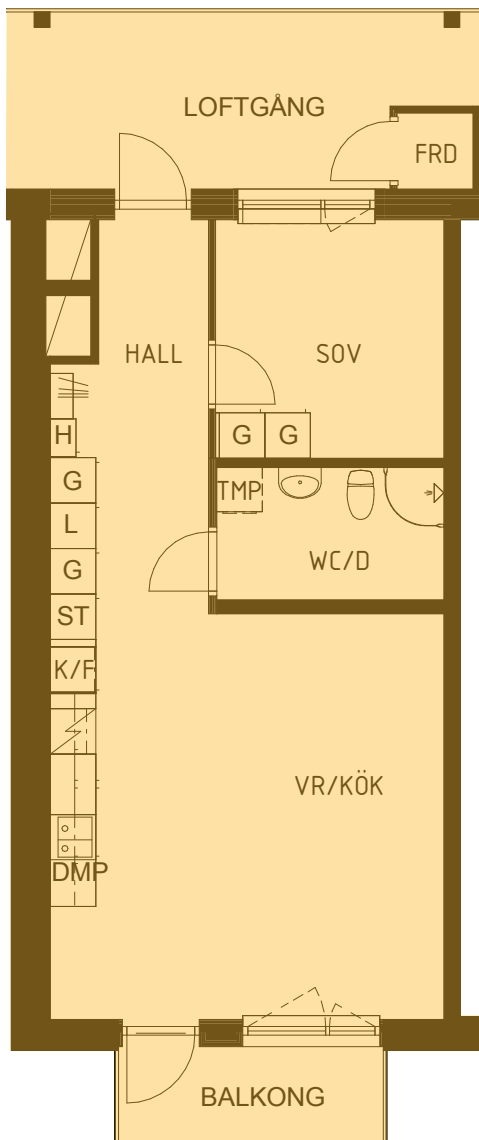 LOFTGÅNG
FRD
HALL
SOV
H
G
G
G
TMP
L
G
WC/D
ST
K/F
VR/KÖK
DMP
BALKONG